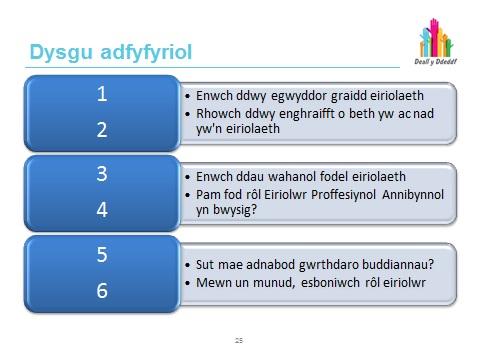 Dysgu adfyfyriol
Deall y Ddeddf
1
2
• Enwch ddwy egwyddor graidd eiriolaeth
• Rhowch ddwy enghraifft o beth yw ac nad
yw'n eiriolaeth
3
4
• Enwch ddau wahanol fodel eiriolaeth
• Pam fod rôl Eiriolwr Proffesiynol Annibynnol
yn bwysig?
5
6
• Sut mae adnabod gwrthdaro buddiannau?
• Mewn un munud, esboniwch rôl eiriolwr
25